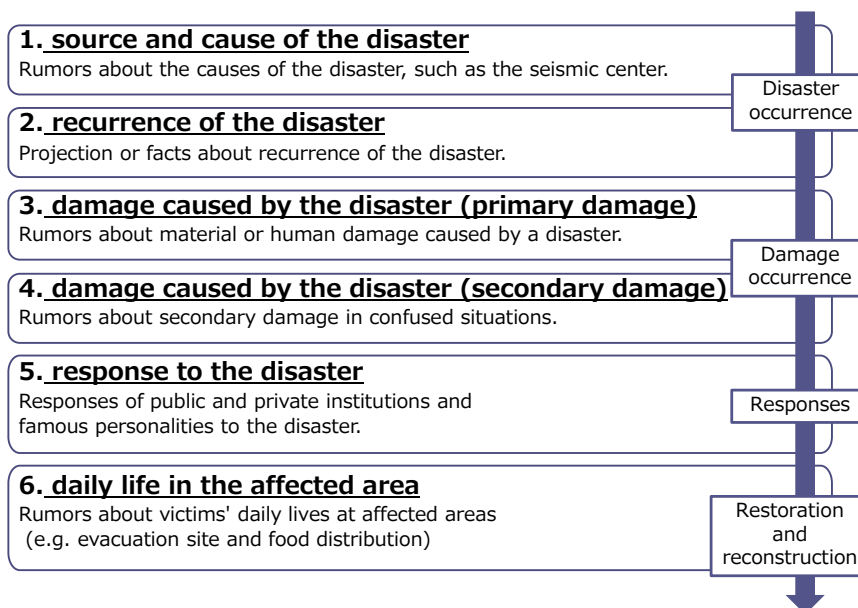 1. source and cause of the disaster
Rumors about the causes of the disaster, such as the seismic center.
Disaster
occurrence
2. recurrence of the disaster
Projection or facts about recurrence of the disaster.
3. damage caused by the disaster (primary damage)
Rumors about material or human damage caused by a disaster.
Damage
occurrence
4. damage caused by the disaster (secondary damage)
Rumors about secondary damage in confused situations.
5. response to the disaster
Responses of public and private institutions and
famous personalities to the disaster.
Responses
6. daily life in the affected area
Rumors about victims' daily lives at affected areas
(e.g. evacuation site and food distribution)
Restoration
and
reconstruction